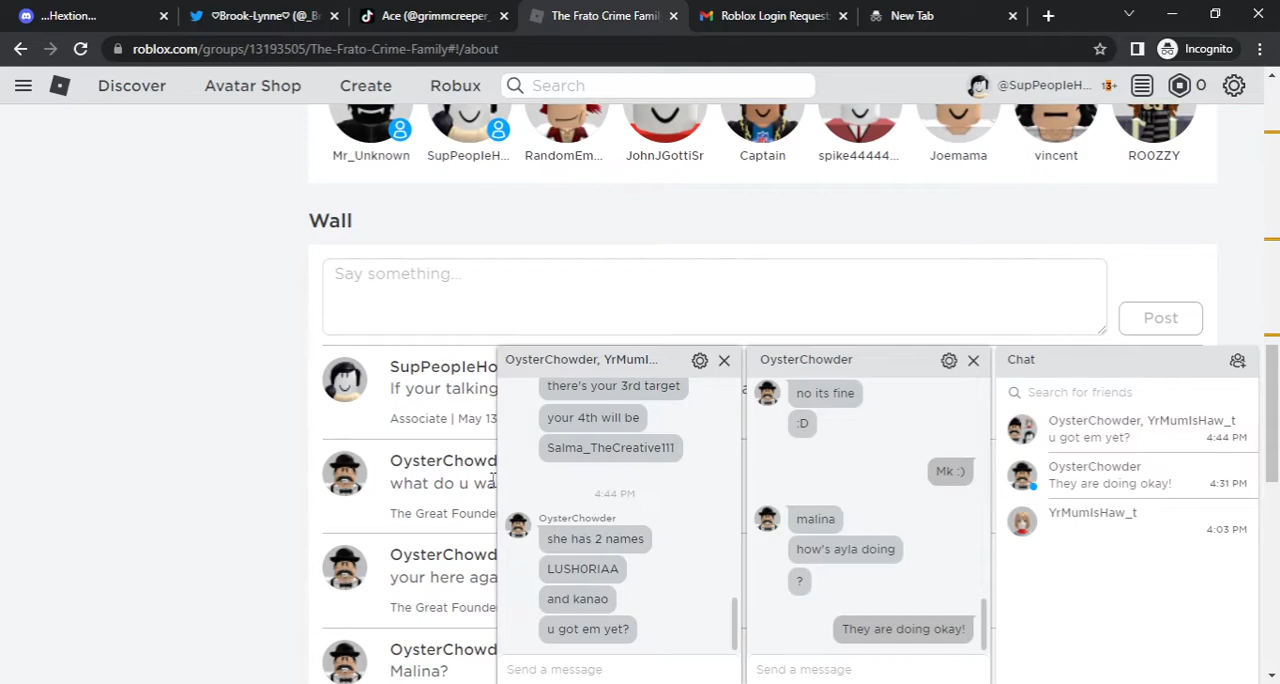 ...Hextion...
♡Brook-Lynne♡ (@_B
Ace (@grimmcreeper_
The Frato Crime Famil
Roblox Login Request
New Tab
roblox.com/groups/13193505/The-Frato-Crime-Family#!/about
Incognito
Discover
Avatar Shop
Create
Robux
Search
@SupPeopleH...
13+
0
Mr_Unknown
SupPeopleH...
RandomEm...
JohnJGottiSr
Captain
spike44444...
Joemama
vincent
RO0ZZY
Wall
Say something...
Post
SupPeopleHo
If your talking
Associate | May 13
OysterChowd
what do u wa
The Great Founde
OysterChowd
your here aga
The Great Founde
OysterChowd
Malina?
OysterChowder, YrMumI...
there's your 3rd target
your 4th will be
Salma_TheCreative111
4:44 PM
OysterChowder
she has 2 names
LUSH0RIAA
and kanao
u got em yet?
Send a message
OysterChowder
no its fine
:D
Mk :)
malina
how's ayla doing
?
They are doing okay!
Send a message
Chat
Search for friends
OysterChowder, YrMumIsHaw_t
u got em yet?
4:44 PM
OysterChowder
They are doing okay!
4:31 PM
YrMumIsHaw_t
4:03 PM